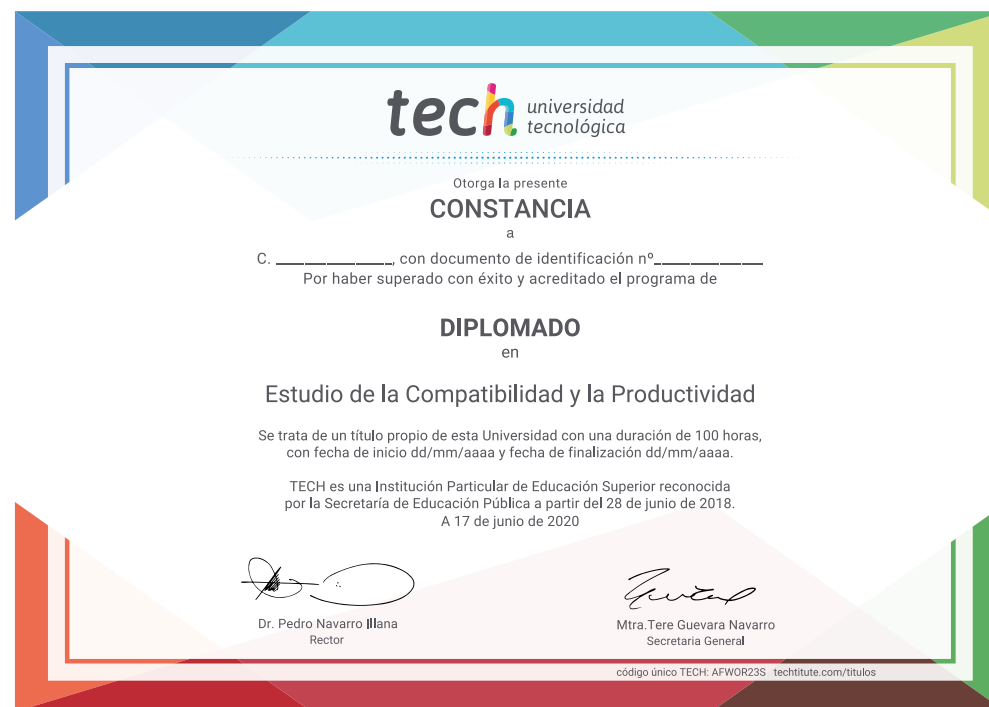 tech universidad
tecnológica
Otorga la presente
CONSTANCIA
a
C. ________________, con documento de identificación nº_______________
Por haber superado con éxito y acreditado el programa de
DIPLOMADO
en
Estudio de la Compatibilidad y la Productividad
Se trata de un título propio de esta Universidad con una duración de 100 horas,
con fecha de inicio dd/mm/aaaa y fecha de finalización dd/mm/aaaa.
TECH es una Institución Particular de Educación Superior reconocida
por la Secretaría de Educación Pública a partir del 28 de junio de 2018.
A 17 de junio de 2020
Dr. Pedro Navarro Illana
Rector
Mtra.Tere Guevara Navarro
Secretaria General
código único TECH: AFWOR23S techtitute.com/titulos